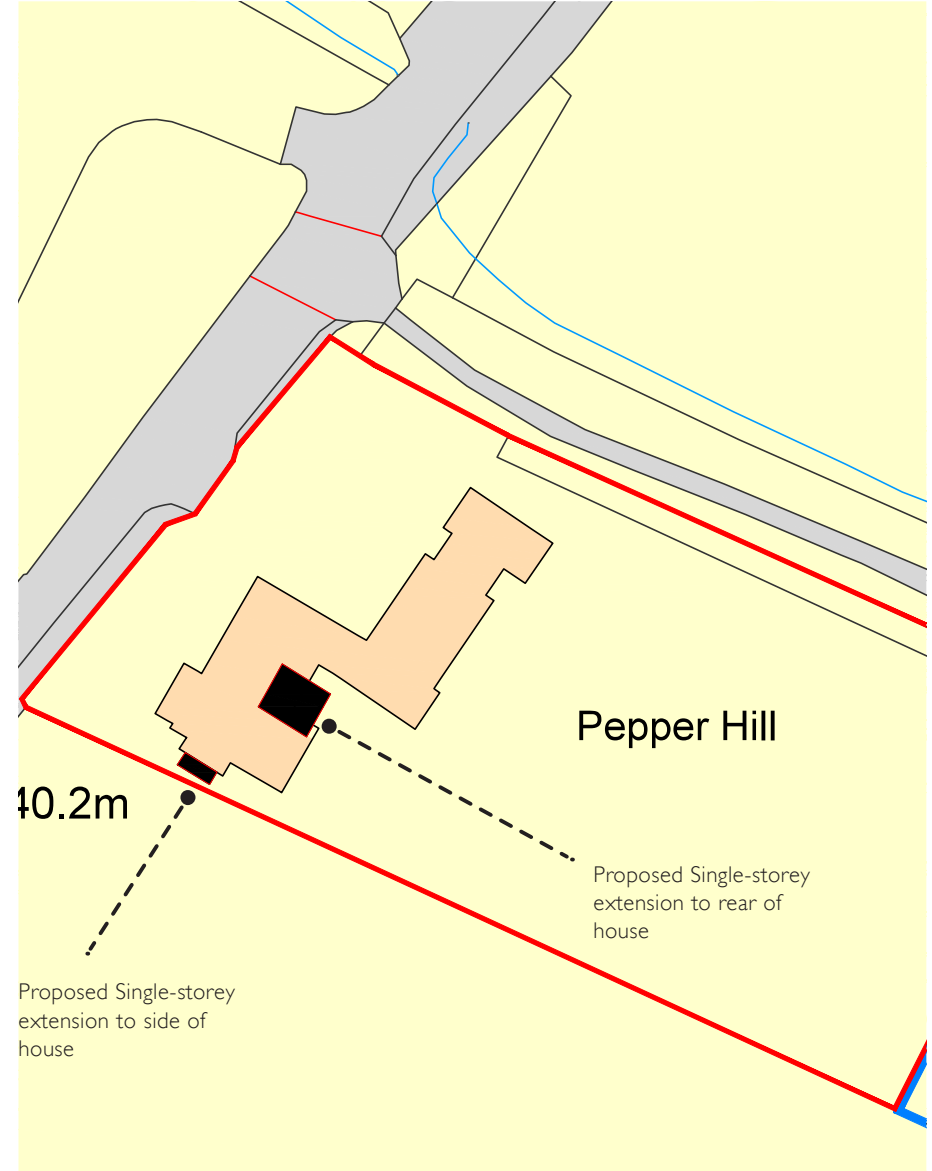 Pepper Hill
40.2m
Proposed Single-storey
extension to rear of
house
Proposed Single-storey
extension to side of
house